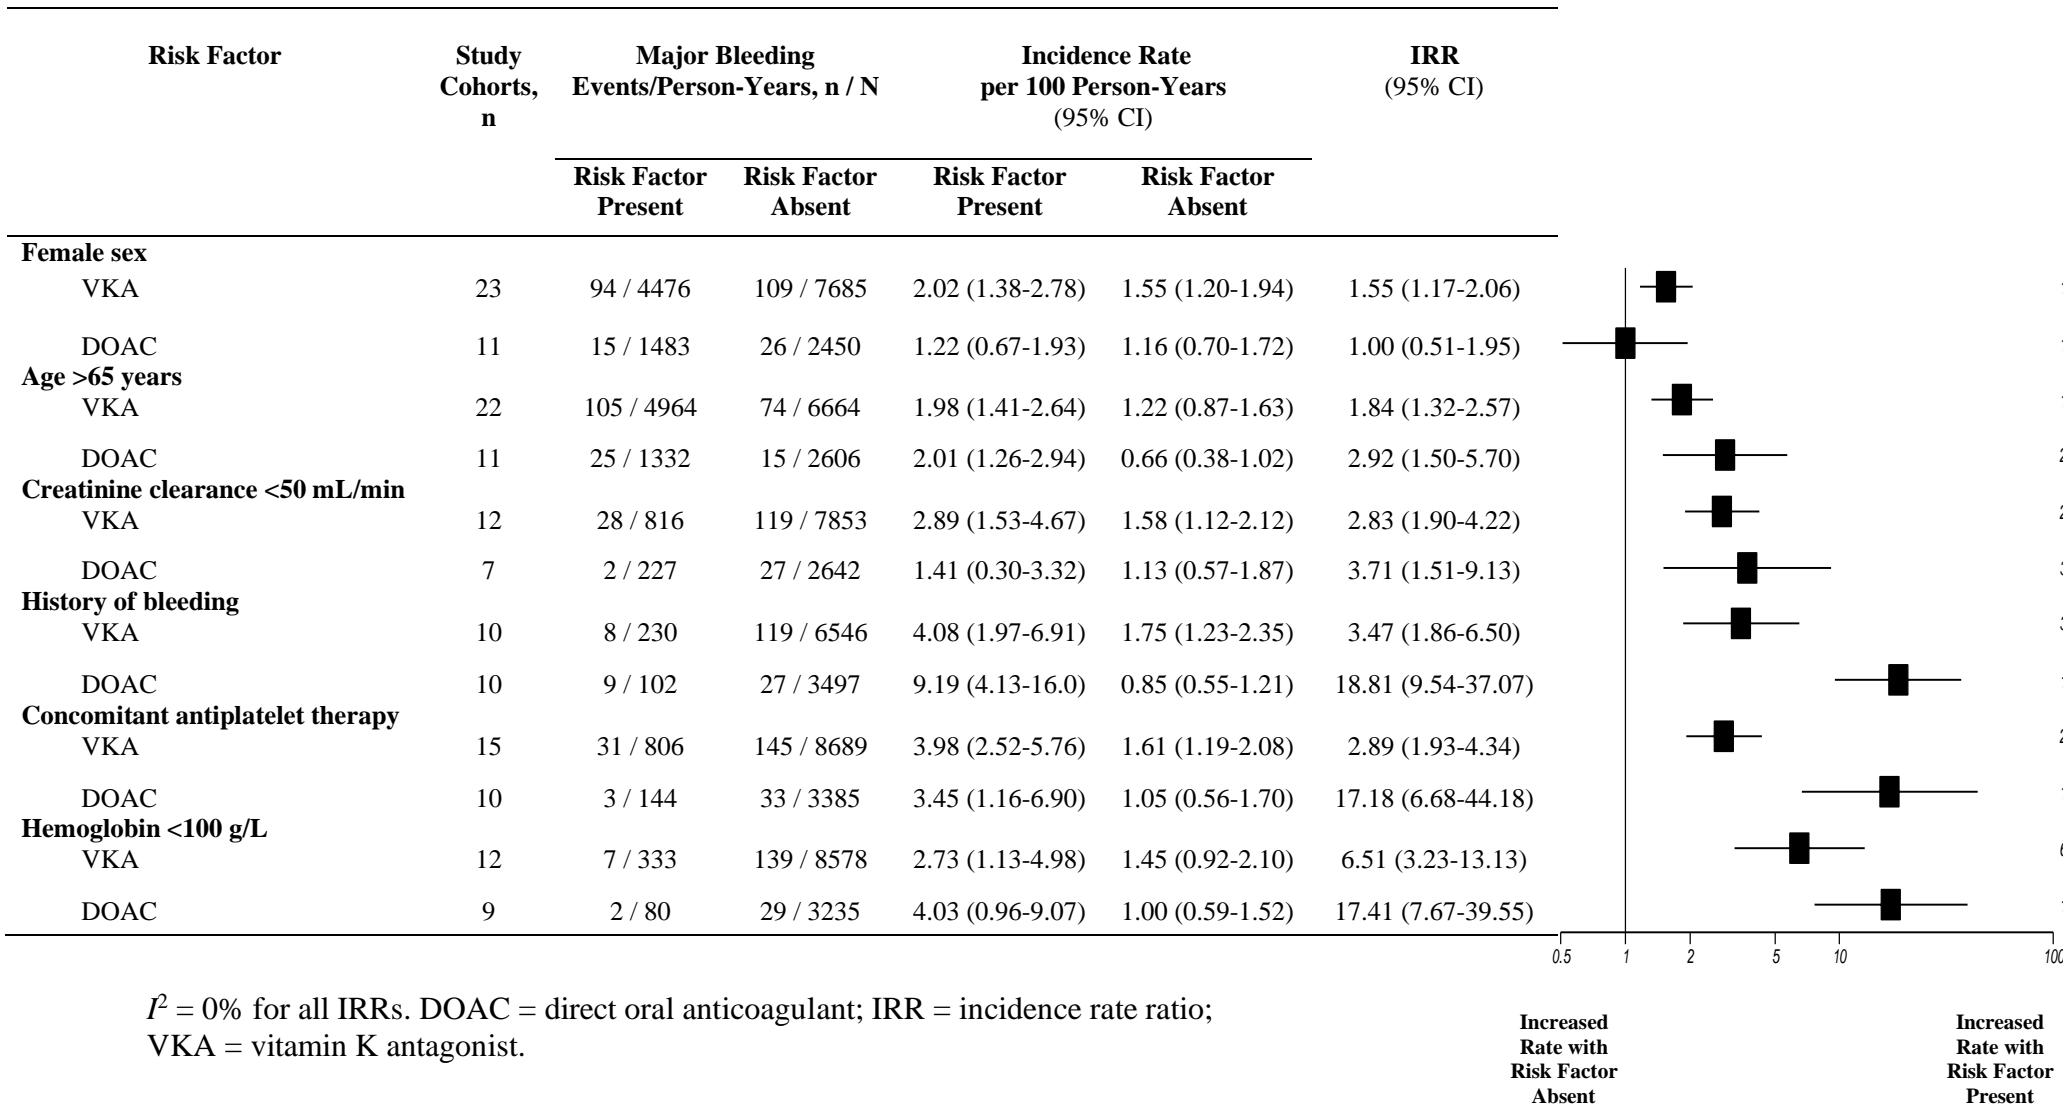 Risk Factor Study Major Bleeding Incidence Rate IRR
Cohorts, Events/Person-Years, n / N per 100 Person-Years (95% CI)
n (95% CI)
Risk Factor Risk Factor Risk Factor Risk Factor
Present Absent Present Absent
Female sex
VKA 23 94 / 4476 109 / 7685 2.02 (1.38-2.78) 1.55 (1.20-1.94) 1.55 (1.17-2.06)
DOAC 11 15 / 1483 26 / 2450 1.22 (0.67-1.93) 1.16 (0.70-1.72) 1.00 (0.51-1.95)
Age >65 years
VKA 22 105 / 4964 74 / 6664 1.98 (1.41-2.64) 1.22 (0.87-1.63) 1.84 (1.32-2.57)
DOAC 11 25 / 1332 15 / 2606 2.01 (1.26-2.94) 0.66 (0.38-1.02) 2.92 (1.50-5.70)
Creatinine clearance <50 mL/min
VKA 12 28 / 816 119 / 7853 2.89 (1.53-4.67) 1.58 (1.12-2.12) 2.83 (1.90-4.22)
DOAC 7 2 / 227 27 / 2642 1.41 (0.30-3.32) 1.13 (0.57-1.87) 3.71 (1.51-9.13)
History of bleeding
VKA 10 8 / 230 119 / 6546 4.08 (1.97-6.91) 1.75 (1.23-2.35) 3.47 (1.86-6.50)
DOAC 10 9 / 102 27 / 3497 9.19 (4.13-16.0) 0.85 (0.55-1.21) 18.81 (9.54-37.07)
Concomitant antiplatelet therapy
VKA 15 31 / 806 145 / 8689 3.98 (2.52-5.76) 1.61 (1.19-2.08) 2.89 (1.93-4.34)
DOAC 10 3 / 144 33 / 3385 3.45 (1.16-6.90) 1.05 (0.56-1.70) 17.18 (6.68-44.18)
Hemoglobin <100 g/L
VKA 12 7 / 333 139 / 8578 2.73 (1.13-4.98) 1.45 (0.92-2.10) 6.51 (3.23-13.13)
DOAC 9 2 / 80 29 / 3235 4.03 (0.96-9.07) 1.00 (0.59-1.52) 17.41 (7.67-39.55)
0.5 1 2 5 10 100
I² = 0% for all IRRs. DOAC = direct oral anticoagulant; IRR = incidence rate ratio;
VKA = vitamin K antagonist.
Increased Increased
Rate with Rate with
Risk Factor Risk Factor
Absent Present